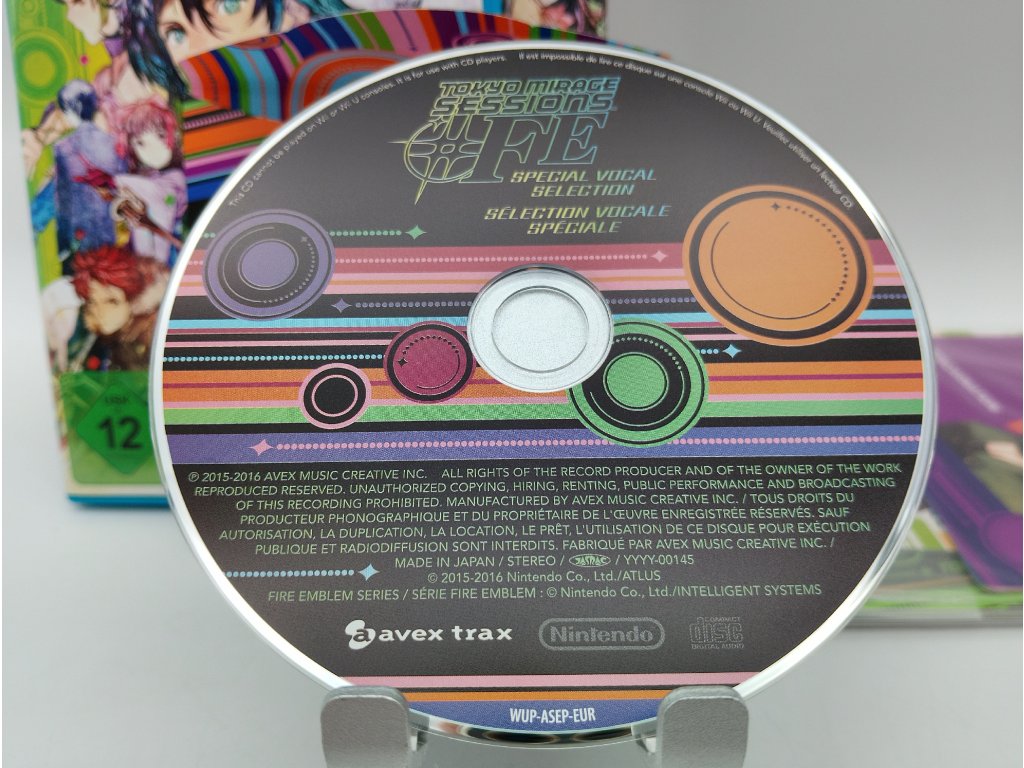 This CD cannot be played on Wii or Wii U consoles. It is for use with CD players.
Il est impossible de lire ce disque sur une console Wii ou Wii U. Veuillez utiliser un lecteur CD.
TOKYO MIRAGE
SESSIONS™
#FE
SPECIAL VOCAL
SELECTION
SÉLECTION VOCALE
SPÉCIALE
12
℗ 2015-2016 AVEX MUSIC CREATIVE INC. ALL RIGHTS OF THE RECORD PRODUCER AND OF THE OWNER OF THE WORK
REPRODUCED RESERVED. UNAUTHORIZED COPYING, HIRING, RENTING, PUBLIC PERFORMANCE AND BROADCASTING
OF THIS RECORDING PROHIBITED. MANUFACTURED BY AVEX MUSIC CREATIVE INC. / TOUS DROITS DU
PRODUCTEUR PHONOGRAPHIQUE ET DU PROPRIÉTAIRE DE L'ŒUVRE ENREGISTRÉE RÉSERVÉS. SAUF
AUTORISATION, LA DUPLICATION, LA LOCATION, LE PRÊT, L'UTILISATION DE CE DISQUE POUR EXÉCUTION
PUBLIQUE ET RADIODIFFUSION SONT INTERDITS. FABRIQUÉ PAR AVEX MUSIC CREATIVE INC. /
MADE IN JAPAN / STEREO / JASRAC / YYYY-00145
© 2015-2016 Nintendo Co., Ltd./ATLUS
FIRE EMBLEM SERIES / SÉRIE FIRE EMBLEM : © Nintendo Co., Ltd./INTELLIGENT SYSTEMS
a avex trax
Nintendo
COMPACT
disc
DIGITAL AUDIO
WUP-ASEP-EUR